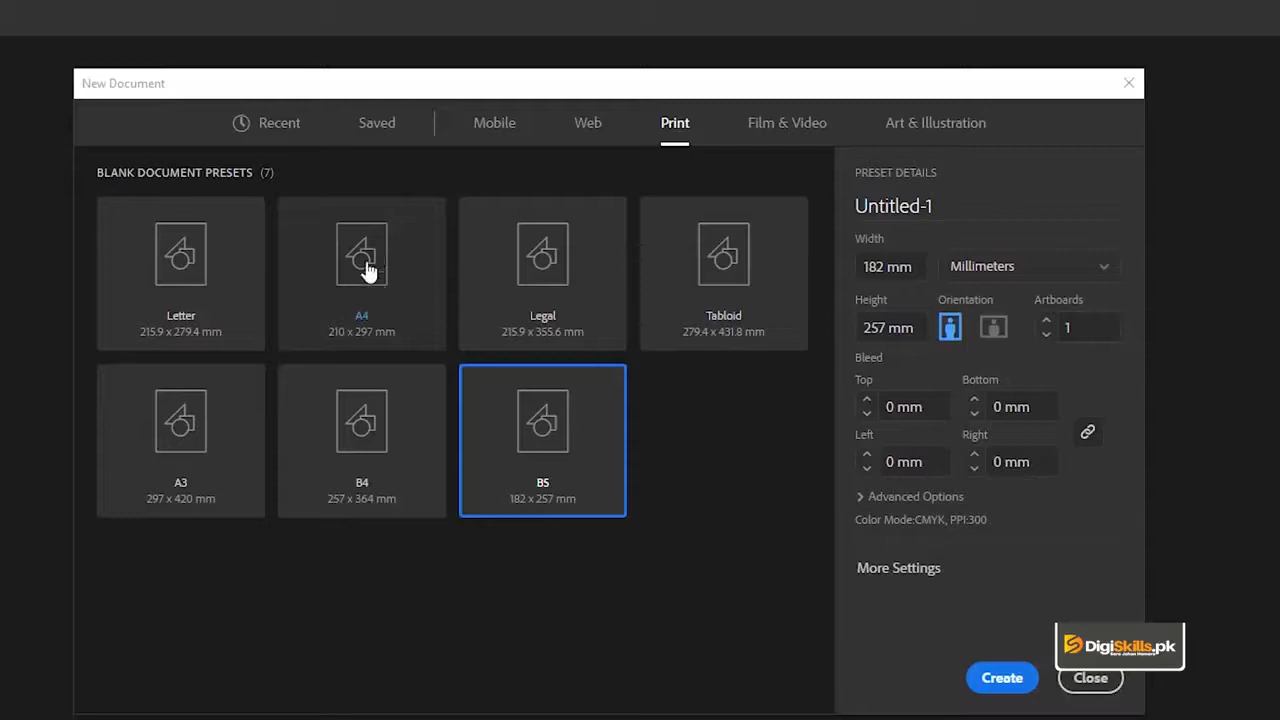 New Document
Recent Saved Mobile Web Print Film & Video Art & Illustration
BLANK DOCUMENT PRESETS (7)
Letter
215.9 x 279.4 mm
A4
210 x 297 mm
Legal
215.9 x 355.6 mm
Tabloid
279.4 x 431.8 mm
A3
297 x 420 mm
B4
257 x 364 mm
B5
182 x 257 mm
PRESET DETAILS
Untitled-1
Width
182 mm Millimeters
Height Orientation Artboards
257 mm 1
Bleed
Top Bottom
0 mm 0 mm
Left Right
0 mm 0 mm
Advanced Options
Color Mode:CMYK, PPI:300
More Settings
DigiSkills.pk
Create Close